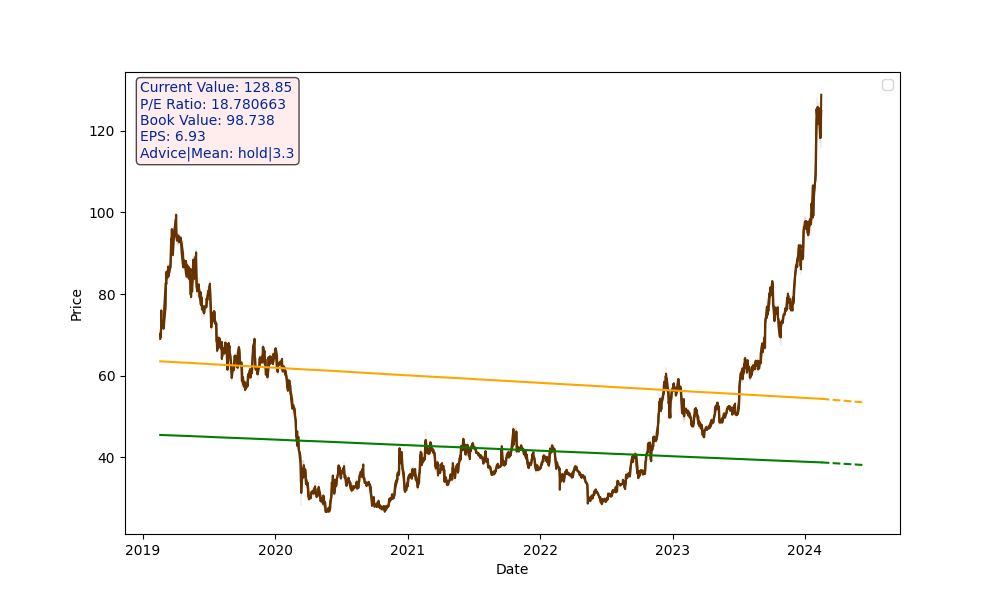 Current Value: 128.85
P/E Ratio: 18.780663
Book Value: 98.738
EPS: 6.93
Advice|Mean: hold|3.3
120
100
80
60
40
Price
2019 2020 2021 2022 2023 2024
Date